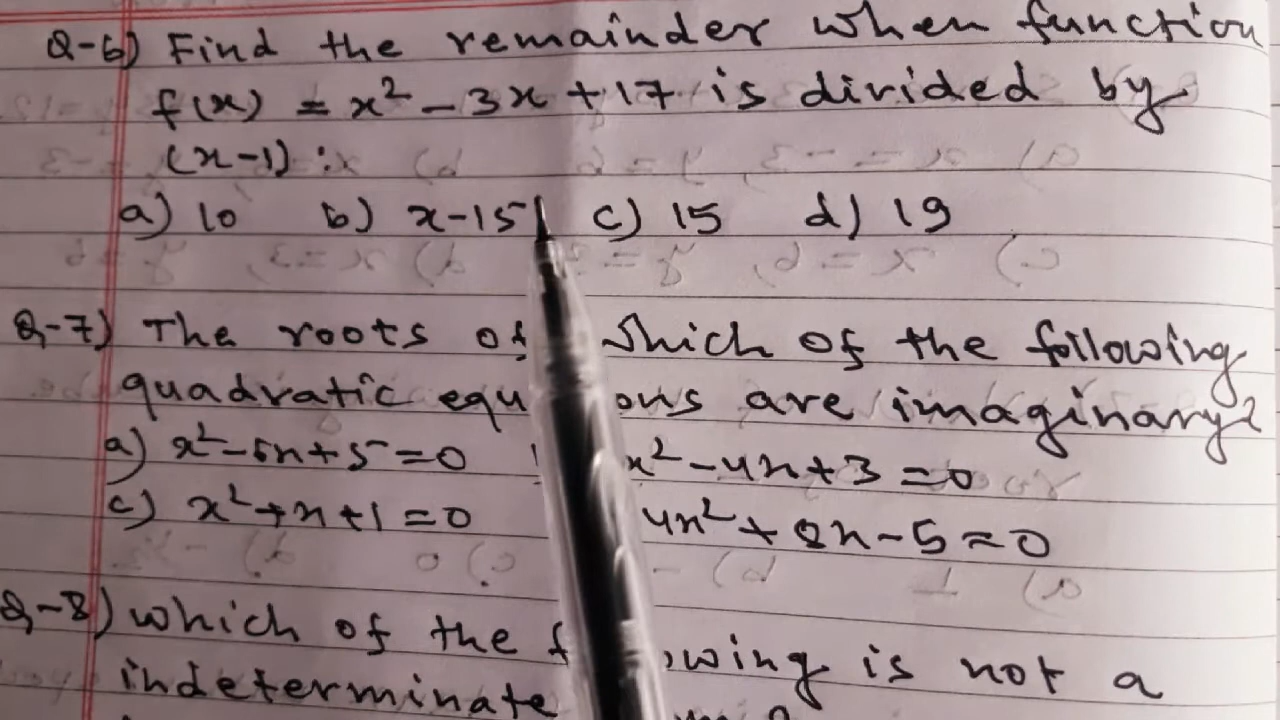 Q-6) Find the remainder when function
f(x) = x² - 3x + 17 is divided by
(x-1) :
a) 10 b) x-15 c) 15 d) 19
Q-7) The roots of which of the following
quadratic equ ons are imaginary?
a) x² - 5x + 5 = 0 x² - 4x + 3 = 0
c) x² + x + 1 = 0 4x² + 8x - 5 = 0
Q-8) which of the f owing is not a
indeterminate